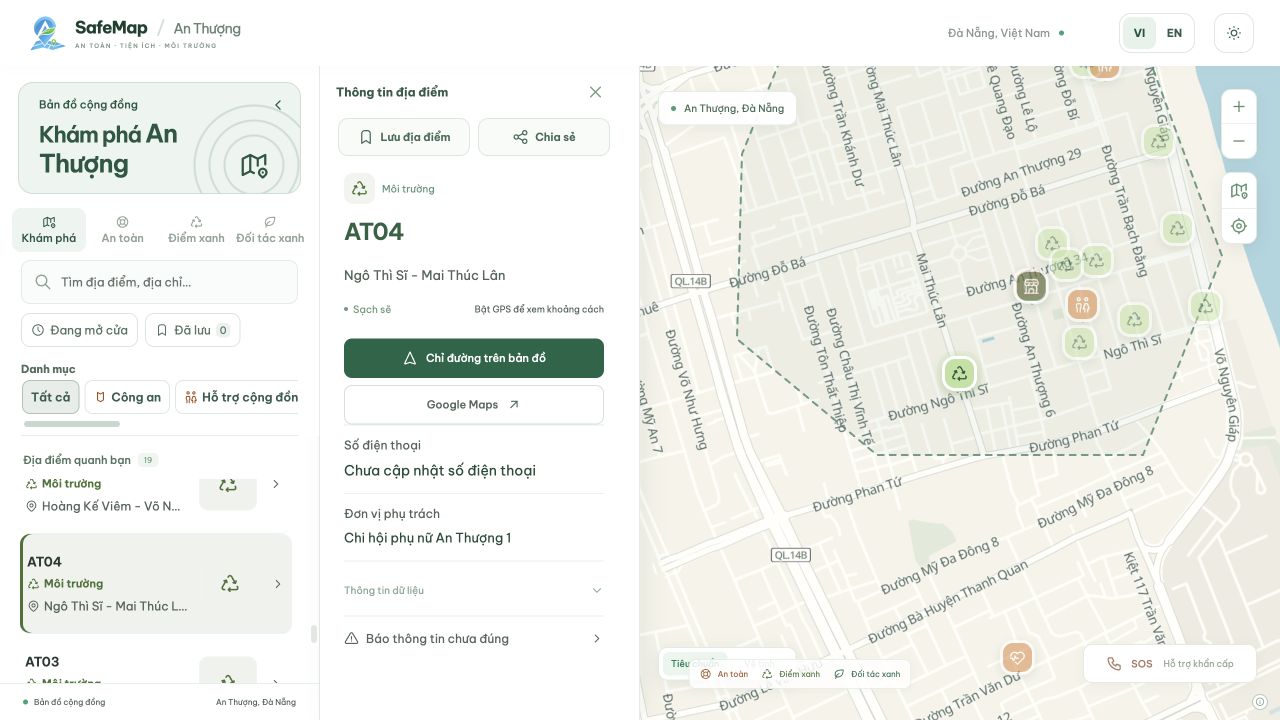 SafeMap / An Thượng
AN TOÀN · TIỆN ÍCH · MÔI TRƯỜNG
Đà Nẵng, Việt Nam
VI EN
Bản đồ cộng đồng
Khám phá An
Thượng
Khám phá
An toàn
Điểm xanh
Đối tác xanh
Tìm địa điểm, địa chỉ...
Đang mở cửa
Đã lưu 0
Danh mục
Tất cả
Công an
Hỗ trợ cộng đồn
Địa điểm quanh bạn 19
Môi trường
Hoàng Kế Viêm - Võ N...
AT04
Môi trường
Ngô Thì Sĩ - Mai Thúc L...
AT03
Môi trường
Bản đồ cộng đồng
An Thượng, Đà Nẵng
Thông tin địa điểm
Lưu địa điểm
Chia sẻ
Môi trường
AT04
Ngô Thì Sĩ - Mai Thúc Lân
Sạch sẽ
Bật GPS để xem khoảng cách
Chỉ đường trên bản đồ
Google Maps
Số điện thoại
Chưa cập nhật số điện thoại
Đơn vị phụ trách
Chi hội phụ nữ An Thượng 1
Thông tin dữ liệu
Báo thông tin chưa đúng
An Thượng, Đà Nẵng
Đường Trần Khánh Dư
Đường Mai Thúc Lân
Đường Lê Lộ
Đường An Thượng 29
Đường Đỗ Bá
Đường Trần Bạch Đằng
Đường Đỗ Bá
QL.14B
Mai Thúc Lân
Đường Tôn Thất Thiệp
Đường Châu Thị Vĩnh Tế
Đường An Thượng 6
Ngô Thì Sĩ
Đường Ngô Thì Sĩ
Đường Võ Như Hưng
Võ Nguyên Giáp
Đường Phan Tứ
Đường Phan Tứ
Đường Mỹ Đa Đông 8
QL.14B
Đường Mỹ Đa Đông 8
Đường Bà Huyện Thanh Quan
Kiệt 117 Trần Văn
Đường Trần Văn Dư
An toàn
Điểm xanh
Đối tác xanh
SOS Hỗ trợ khẩn cấp